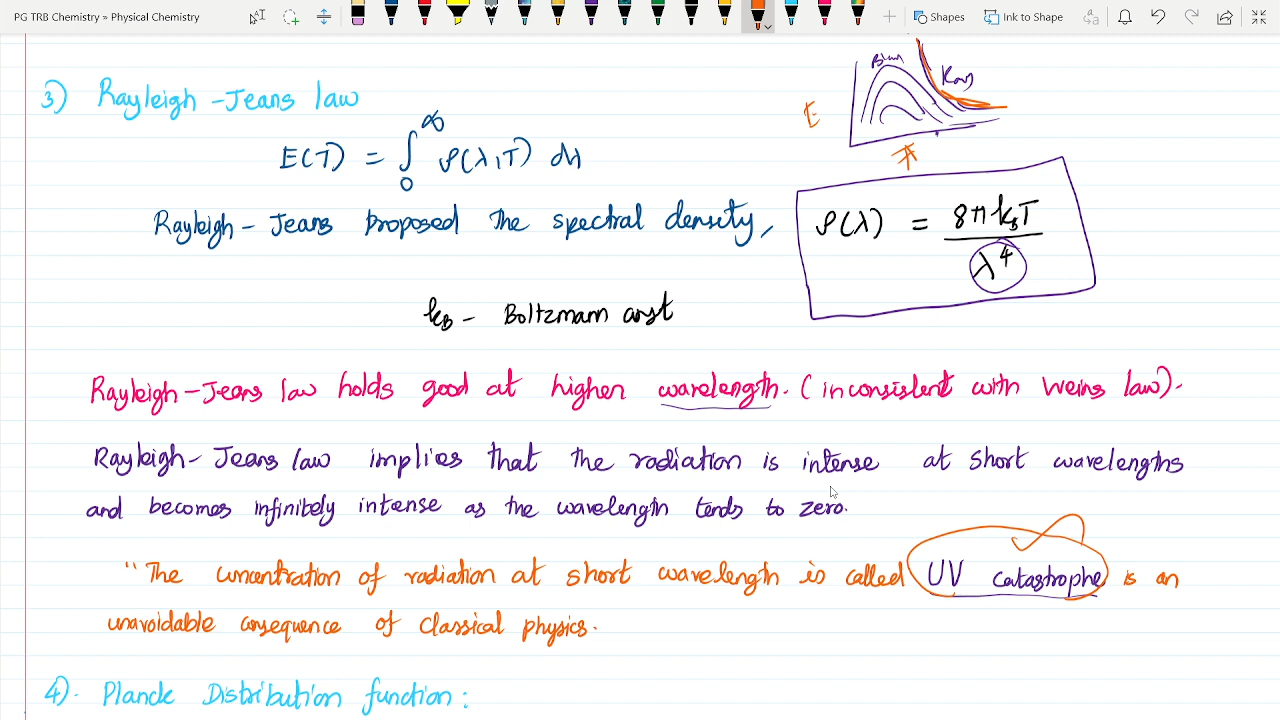 PG TRB Chemistry » Physical Chemistry
Shapes
Ink to Shape
3) Rayleigh - Jeans law
E(T) = ∫₀^∞ ρ(λ,T) dλ
E
λ
Rayleigh - Jeans proposed the spectral density,
ρ(λ) = 8πk_BT / λ⁴
k_B - Boltzmann const
Rayleigh - Jeans law holds good at higher wavelength. (inconsistent with Weins law).
Rayleigh - Jeans law implies that the radiation is intense at short wavelengths
and becomes infinitely intense as the wavelength tends to zero.
"The concentration of radiation at short wavelength is called UV catastrophe is an
unavoidable consequence of classical physics.
4). Planck Distribution function: